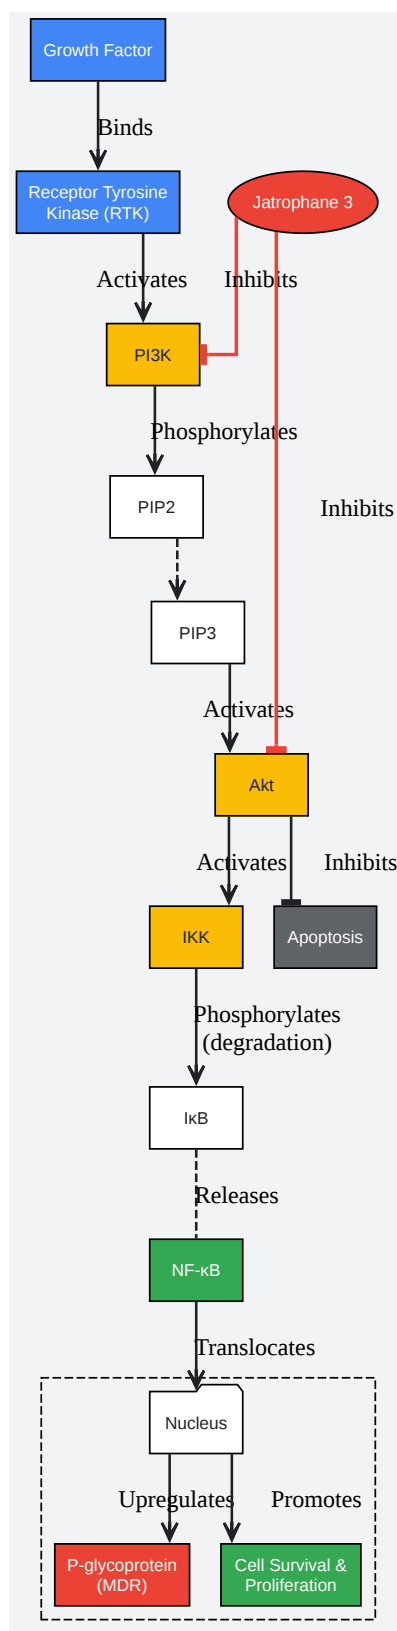 Growth Factor
Binds
Receptor Tyrosine
Kinase (RTK)
Jatrophane 3
Activates
Inhibits
PI3K
Phosphorylates
PIP2
Inhibits
PIP3
Activates
Akt
Activates
Inhibits
IKK
Apoptosis
Phosphorylates
(degradation)
IκB
Releases
NF-κB
Translocates
Nucleus
Upregulates
Promotes
P-glycoprotein
(MDR)
Cell Survival &
Proliferation